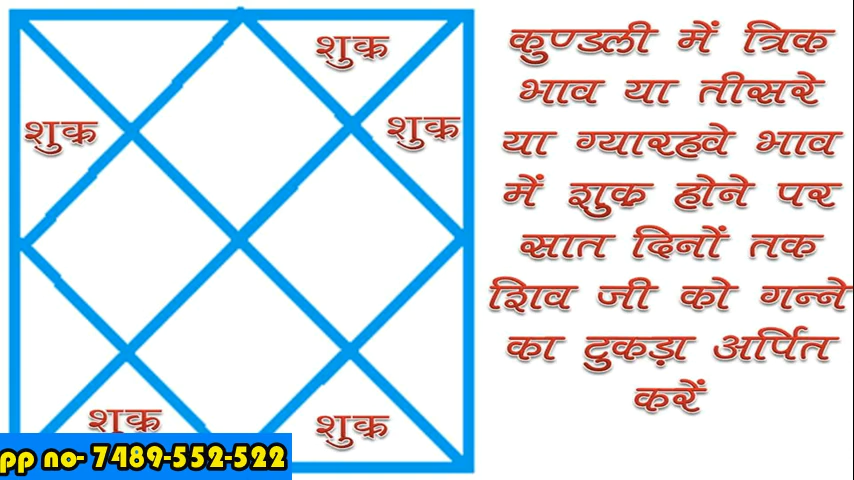 शुक्र
शुक्र
शुक्र
शुक्र
शुक्र
pp no- 7489-552-522
कुण्डली में त्रिक
भाव या तीसरे
या ग्यारहवे भाव
में शुक्र होने पर
सात दिनों तक
शिव जी को गन्ने
का टुकड़ा अर्पित
करें